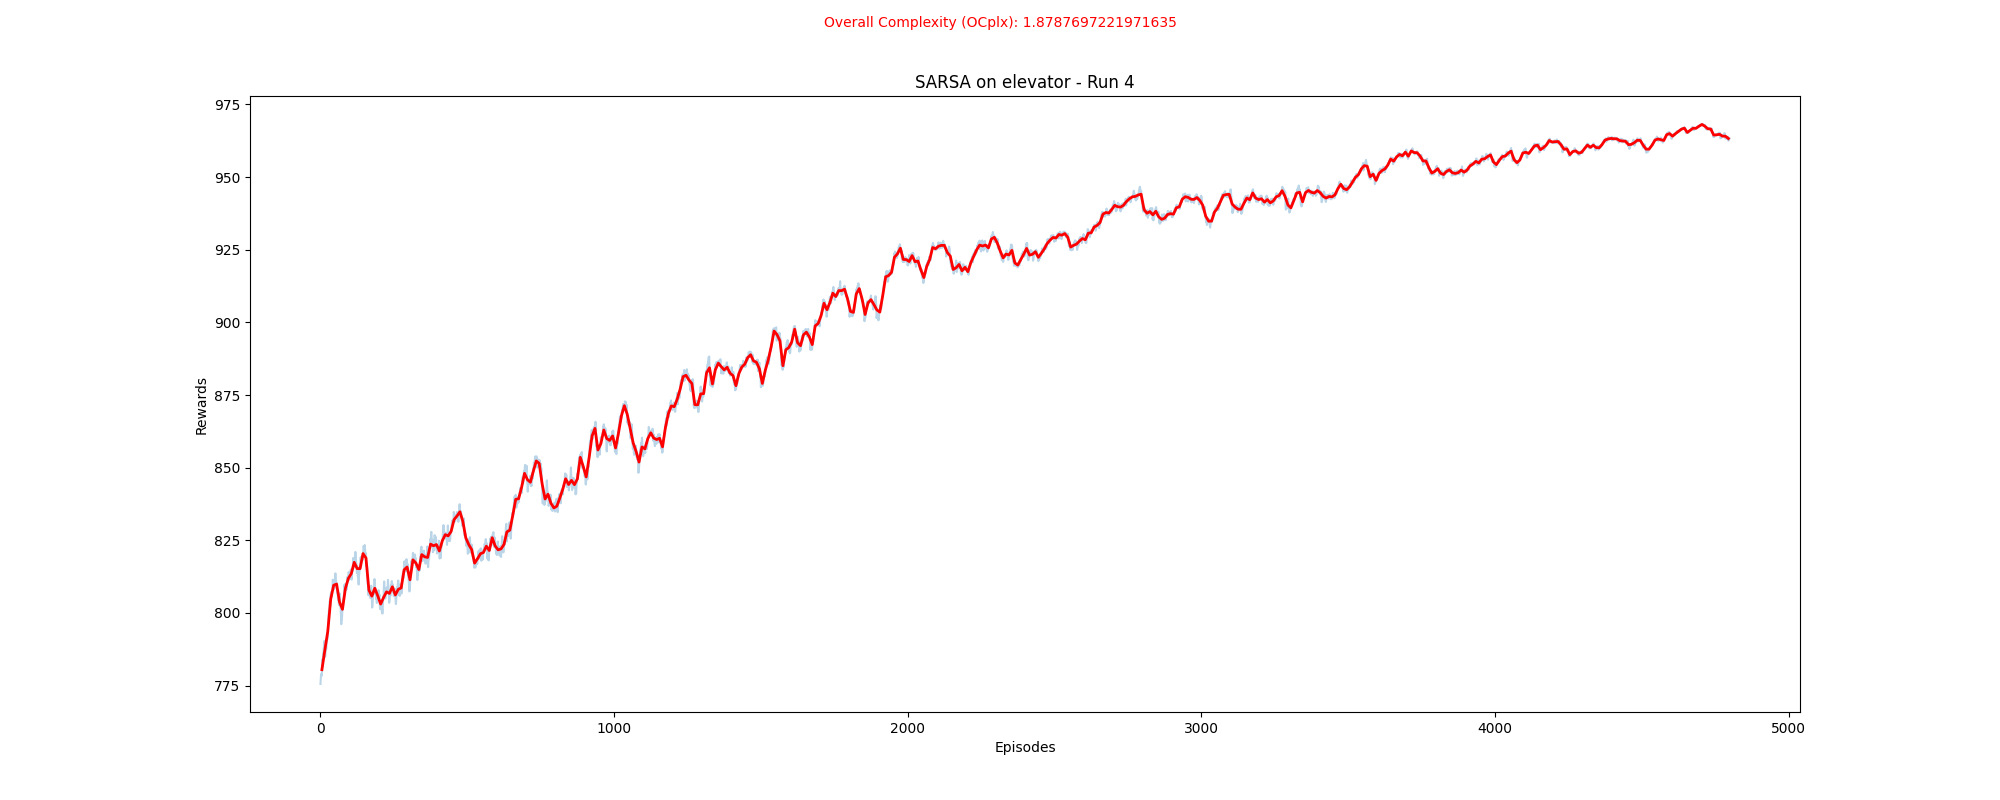 Overall Complexity (OCplx): 1.8787697221971635
SARSA on elevator - Run 4
975
950
925
900
875
850
825
800
775
Rewards
0 1000 2000 3000 4000 5000
Episodes